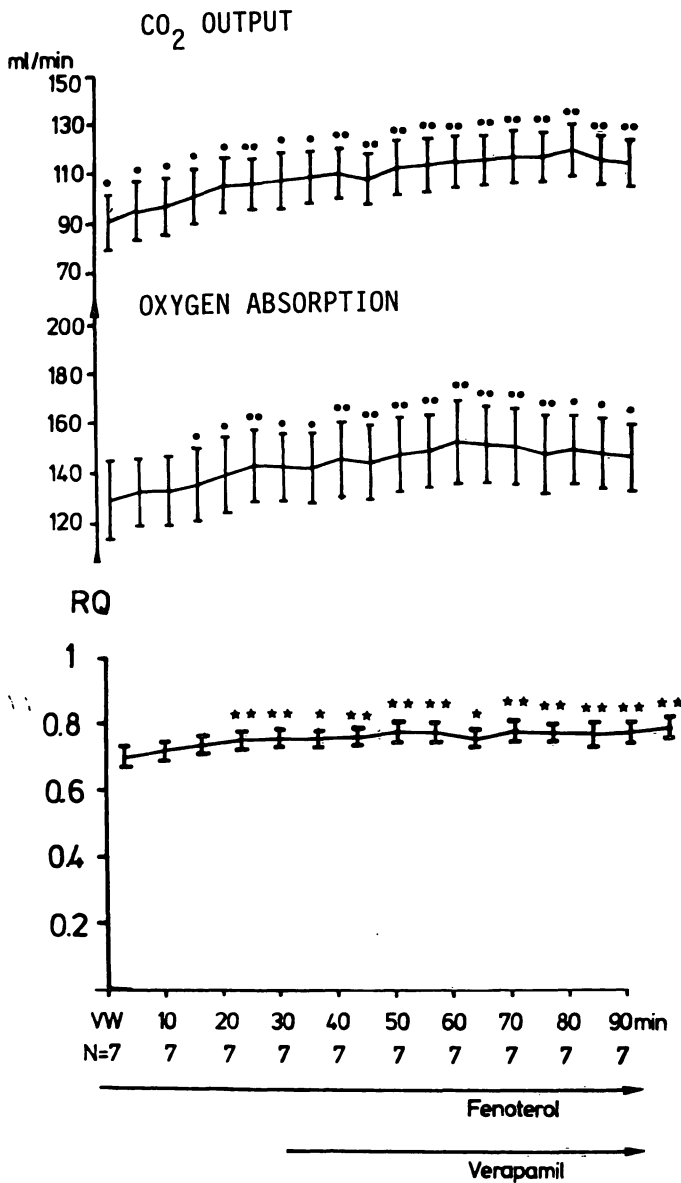 CO2 OUTPUT
ml/min
150
130
110
90
70
OXYGEN ABSORPTION
200
180
160
140
120
RQ
1
0.8
0.6
0.4
0.2
VW 10 20 30 40 50 60 70 80 90min
N=7 7 7 7 7 7 7 7 7 7
Fenoterol
Verapamil